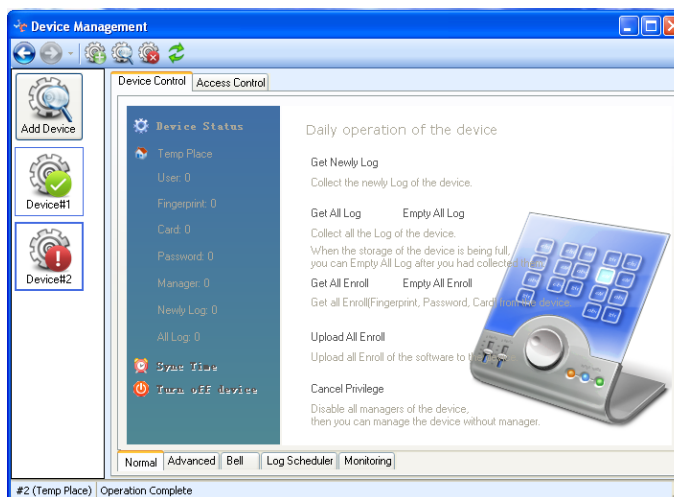 Device Management
Add Device
Device#1
Device#2
Device Control Access Control
Device Status
Temp Place
User: 0
Fingerprint: 0
Card: 0
Password: 0
Manager: 0
Newly Log: 0
All Log: 0
Sync Time
Turn oFF device
Daily operation of the device
Get Newly Log
Collect the newly Log of the device.
Get All Log Empty All Log
Collect all the Log of the device.
When the storage of the device is being full,
you can Empty All Log after you had collected them.
Get All Enroll Empty All Enroll
Get all Enroll(Fingerprint, Password, Card) from the device.
Upload All Enroll
Upload all Enroll of the software to t
Cancel Privilege
Disable all managers of the device,
then you can manage the device without manager.
Normal Advanced Bell Log Scheduler Monitoring
#2 (Temp Place) Operation Complete